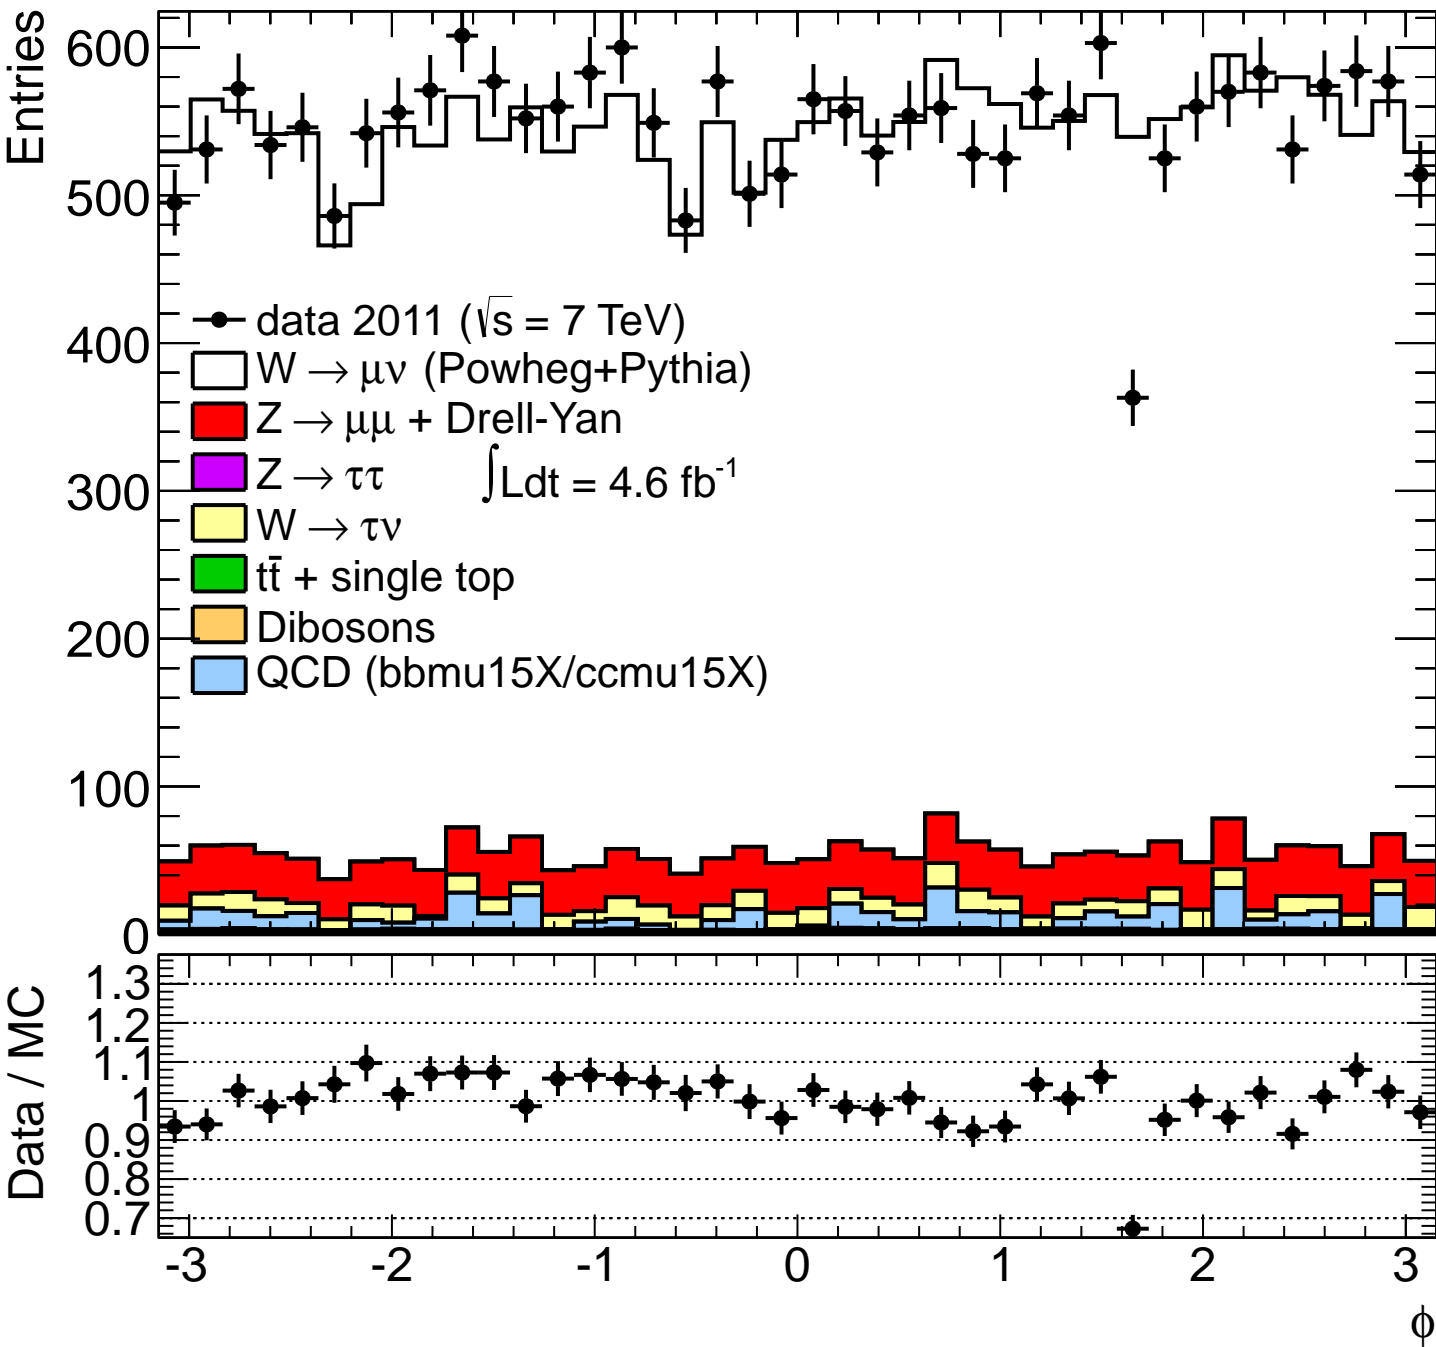 Entries
600
500
400
300
200
100
0
data 2011 (√s = 7 TeV)
W → μν (Powheg+Pythia)
Z → μμ + Drell-Yan
Z → ττ
∫Ldt = 4.6 fb⁻¹
W → τν
tt̄ + single top
Dibosons
QCD (bbmu15X/ccmu15X)
Data / MC
1.3
1.2
1.1
1
0.9
0.8
0.7
-3 -2 -1 0 1 2 3
ϕ